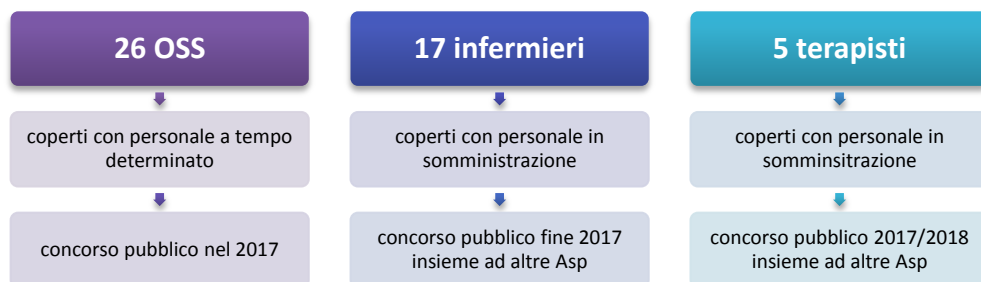 26 OSS
coperti con personale a tempo
determinato
concorso pubblico nel 2017
17 infermieri
coperti con personale in
somministrazione
concorso pubblico fine 2017
insieme ad altre Asp
5 terapisti
coperti con personale in
somminsitrazione
concorso pubblico 2017/2018
insieme ad altre Asp